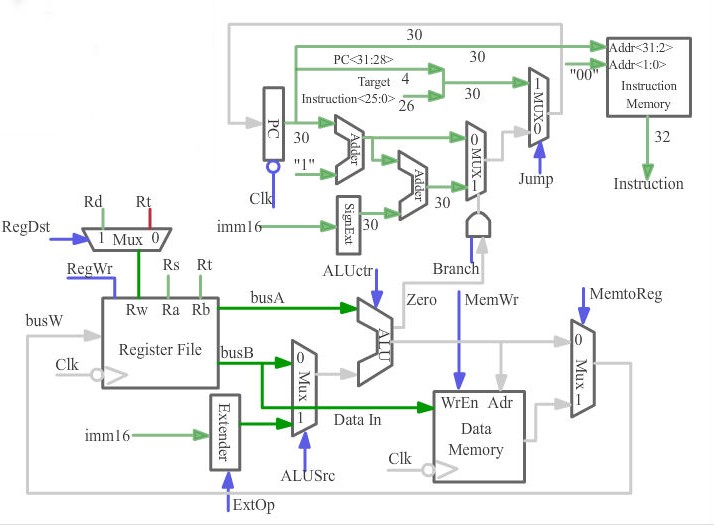 30
PC<31:28>
30
Addr<31:2>
"00"
Addr<1:0>
Target
4
Instruction<25:0>
26
30
1
MUX
0
Instruction
Memory
PC
30
Adder
0
MUX
1
32
"1"
Adder
Jump
Instruction
Clk
30
imm16
SignExt
30
Rd
Rt
RegDst
1 Mux 0
Branch
RegWr
Rs
Rt
ALUctr
Zero
MemWr
MemtoReg
busA
Rw
Ra
Rb
busW
Register File
busB
ALU
0
Mux
1
0
Mux
1
Clk
WrEn
Adr
Data In
Data
Memory
imm16
Extender
Clk
ALUSrc
ExtOp